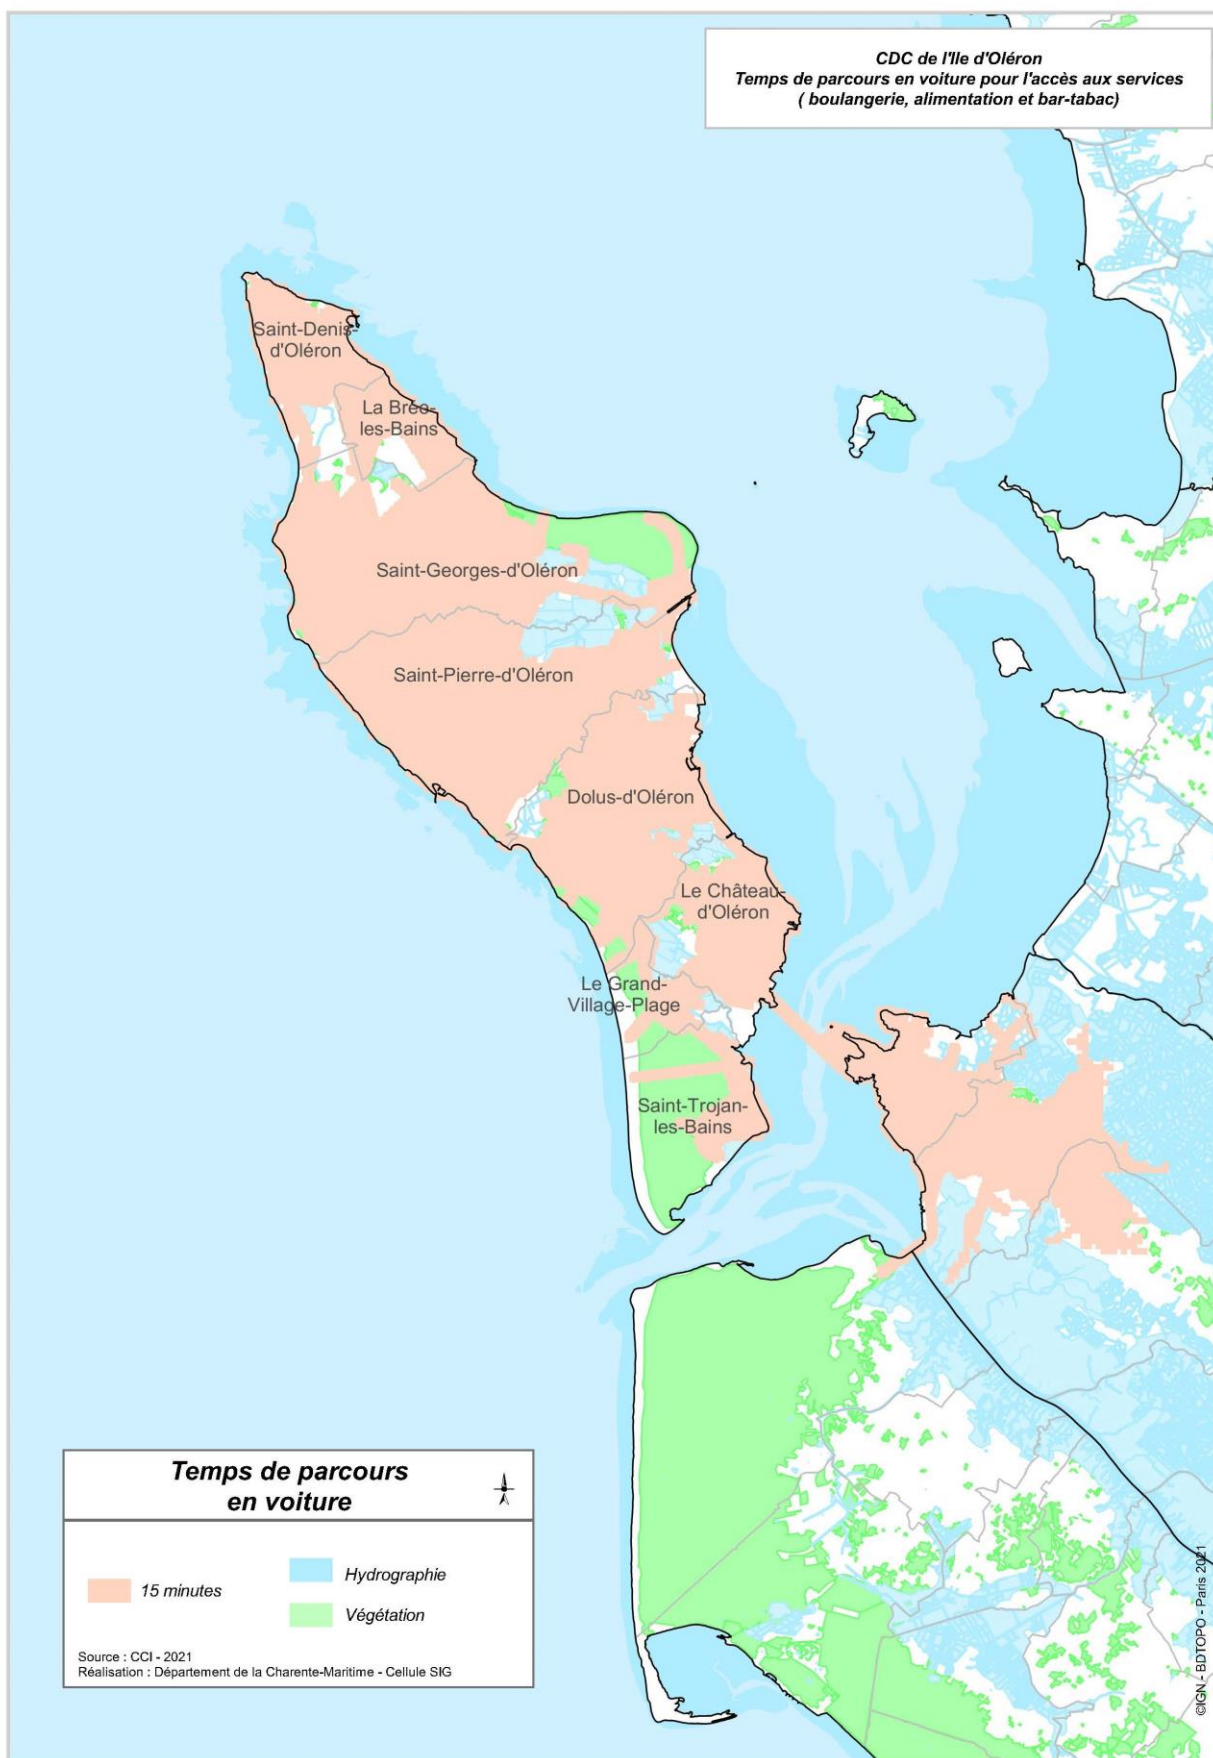 CDC de l'Ile d'Oléron
Temps de parcours en voiture pour l'accès aux services
( boulangerie, alimentation et bar-tabac)
Saint-Denis-
d'Oléron
La Brée-
les-Bains
Saint-Georges-d'Oléron
Saint-Pierre-d'Oléron
Dolus-d'Oléron
Le Château-
d'Oléron
Le Grand-
Village-Plage
Saint-Trojan-
les-Bains
Temps de parcours
en voiture
15 minutes
Hydrographie
Végétation
Source : CCI - 2021
Réalisation : Département de la Charente-Maritime - Cellule SIG
©IGN - BDTOPO - Paris 2021